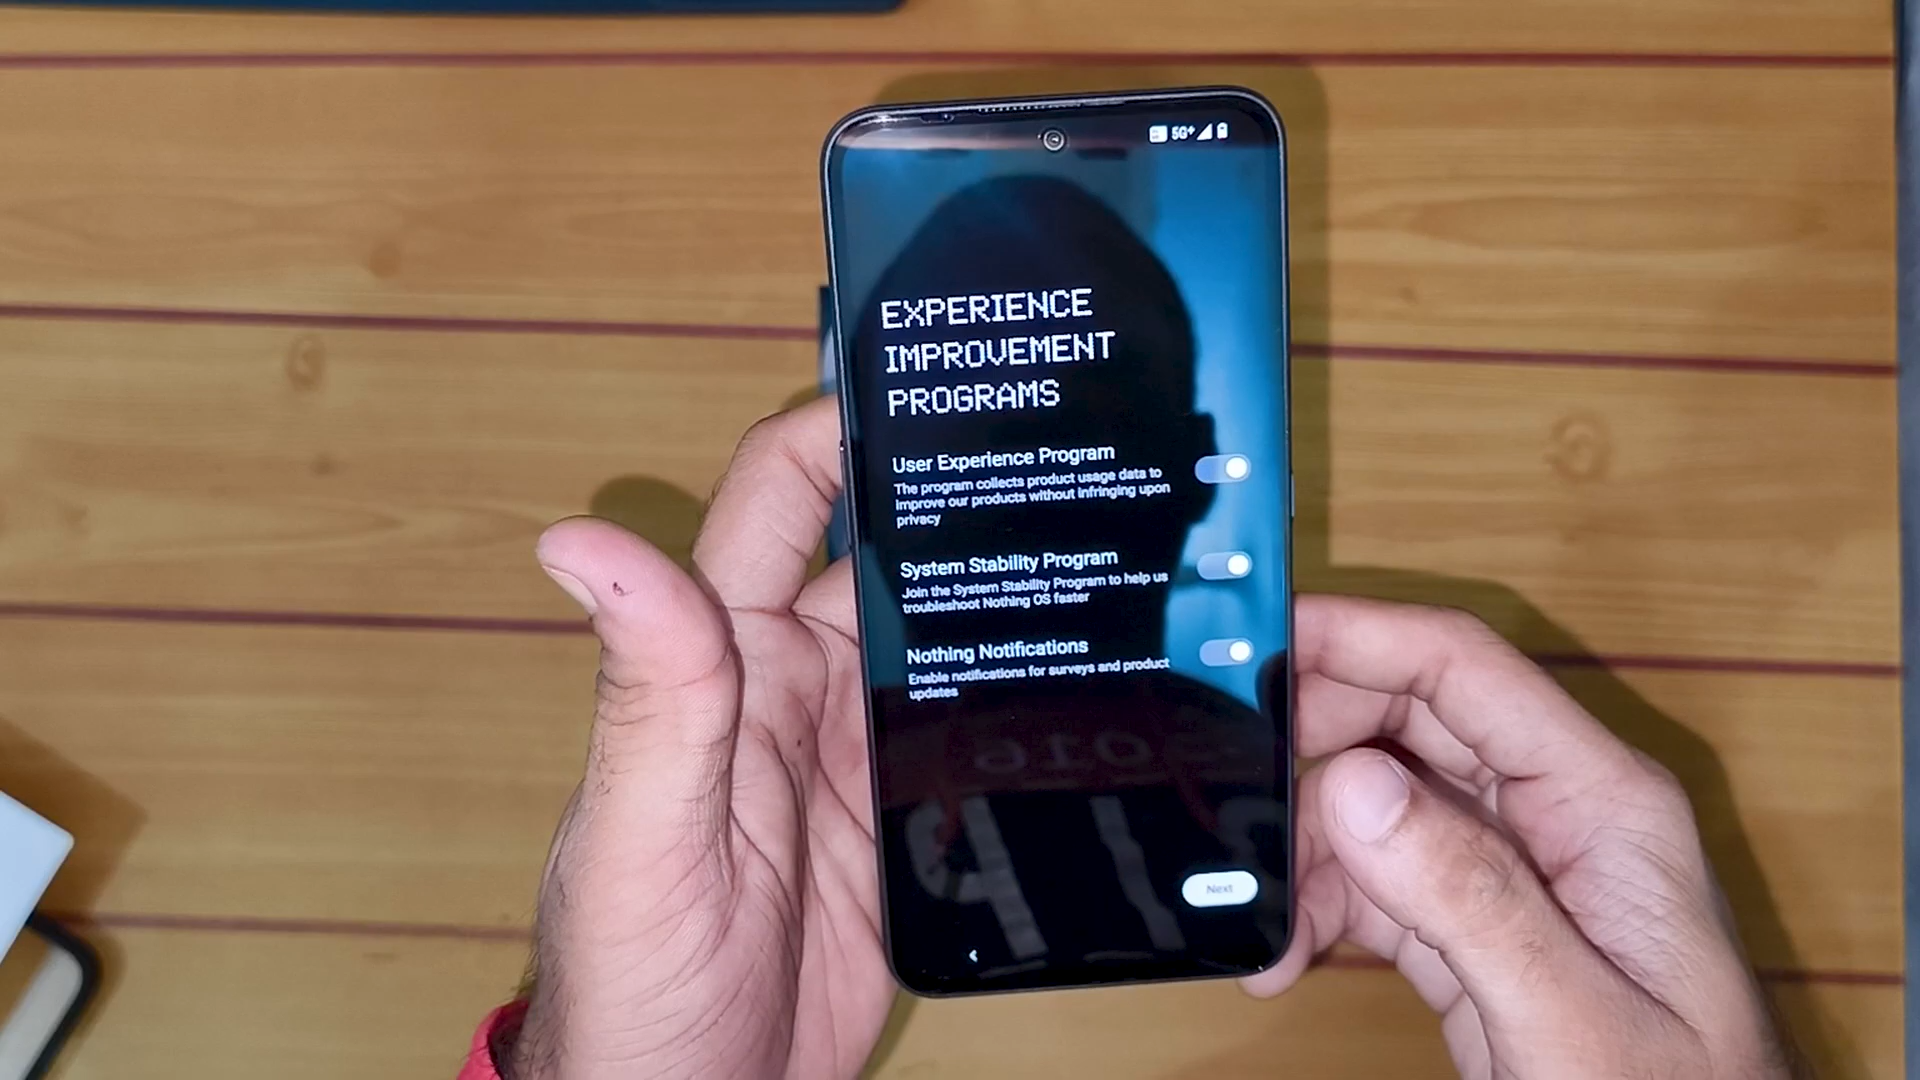 5G+
EXPERIENCE
IMPROVEMENT
PROGRAMS
User Experience Program
The program collects product usage data to
improve our products without infringing upon
privacy
System Stability Program
Join the System Stability Program to help us
troubleshoot Nothing OS faster
Nothing Notifications
Enable notifications for surveys and product
updates
Next